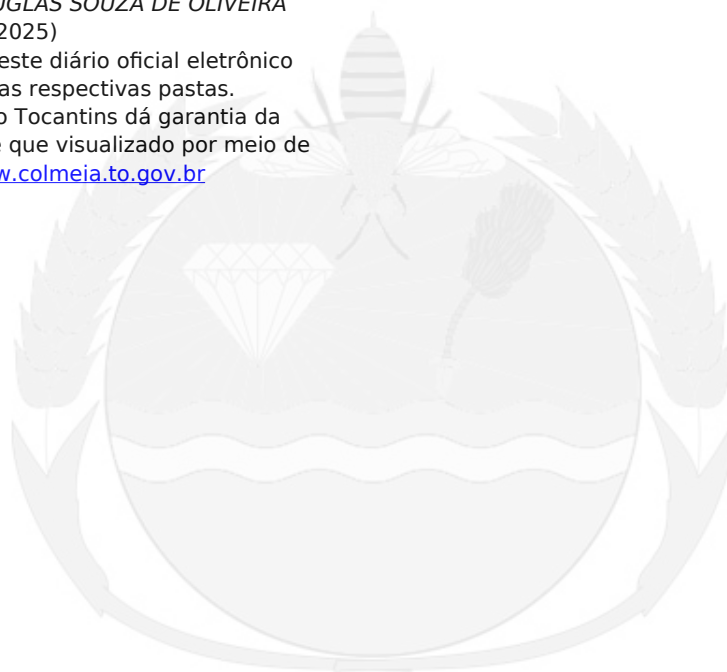 UGLAS SOUZA DE OLIVEIRA
2025)
este diário oficial eletrônico
as respectivas pastas.
o Tocantins dá garantia da
e que visualizado por meio de
w.colmeia.to.gov.br